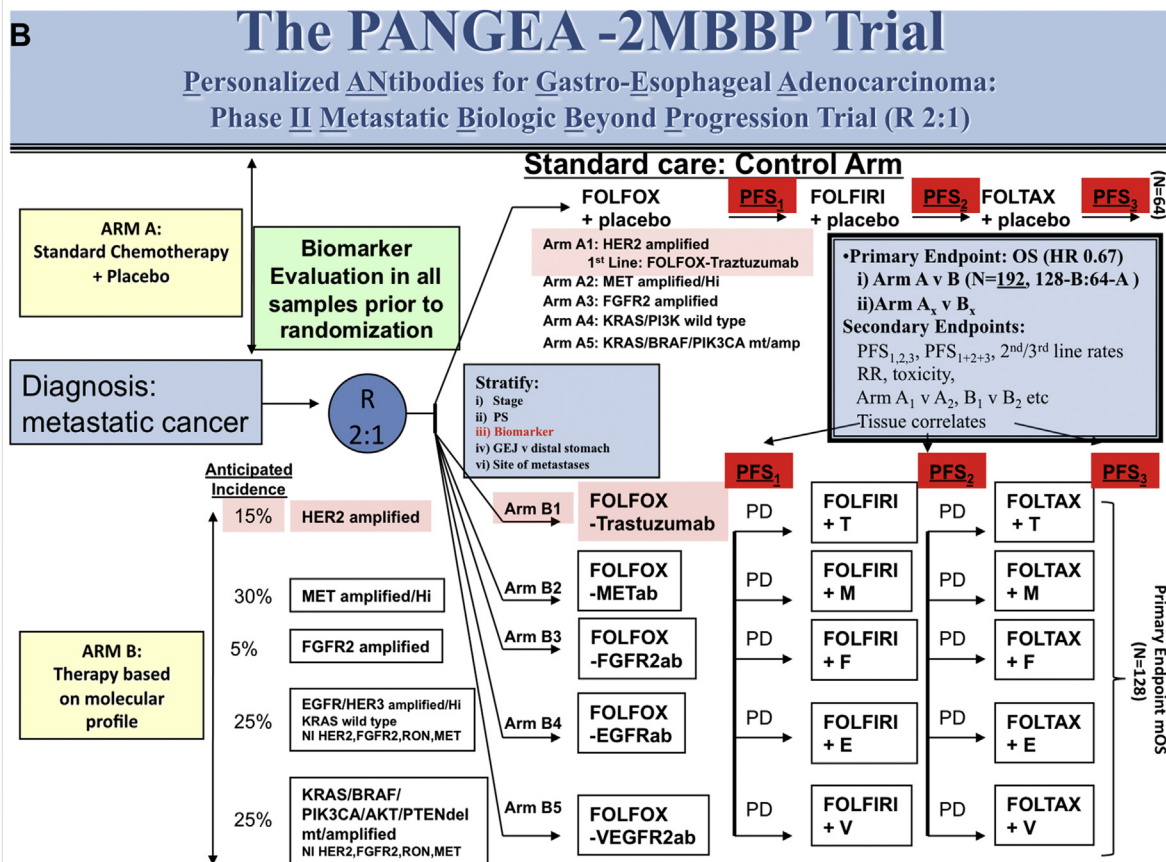 B
The PANGEA -2MBBP Trial
Personalized ANtibodies for Gastro-Esophageal Adenocarcinoma:
Phase II Metastatic Biologic Beyond Progression Trial (R 2:1)
Standard care: Control Arm
ARM A:
Standard Chemotherapy
+ Placebo
Biomarker
Evaluation in all
samples prior to
randomization
FOLFOX
+ placebo
PFS1
FOLFIRI
+ placebo
PFS2
FOLTAX
+ placebo
PFS3
(N=64)
Arm A1: HER2 amplified
1st Line: FOLFOX-Traztuzumab
Arm A2: MET amplified/Hi
Arm A3: FGFR2 amplified
Arm A4: KRAS/PI3K wild type
Arm A5: KRAS/BRAF/PIK3CA mt/amp
•Primary Endpoint: OS (HR 0.67)
i) Arm A v B (N=192, 128-B:64-A )
ii)Arm Ax v Bx
Secondary Endpoints:
PFS1,2,3, PFS1+2+3, 2nd/3rd line rates
RR, toxicity,
Arm A1 v A2, B1 v B2 etc
Tissue correlates
Diagnosis:
metastatic cancer
R
2:1
Stratify:
i) Stage
ii) PS
iii) Biomarker
iv) GEJ v distal stomach
vi) Site of metastases
PFS1
PFS2
PFS3
Anticipated
Incidence
15%
HER2 amplified
Arm B1
FOLFOX
-Trastuzumab
PD
FOLFIRI
+ T
PD
FOLTAX
+ T
30%
MET amplified/Hi
Arm B2
FOLFOX
-METab
PD
FOLFIRI
+ M
PD
FOLTAX
+ M
ARM B:
Therapy based
on molecular
profile
5%
FGFR2 amplified
Arm B3
FOLFOX
-FGFR2ab
PD
FOLFIRI
+ F
PD
FOLTAX
+ F
25%
EGFR/HER3 amplified/Hi
KRAS wild type
NI HER2,FGFR2,RON,MET
Arm B4
FOLFOX
-EGFRab
PD
FOLFIRI
+ E
PD
FOLTAX
+ E
25%
KRAS/BRAF/
PIK3CA/AKT/PTENdel
mt/amplified
NI HER2,FGFR2,RON,MET
Arm B5
FOLFOX
-VEGFR2ab
PD
FOLFIRI
+ V
PD
FOLTAX
+ V
Primary Endpoint mOS
(N=128)